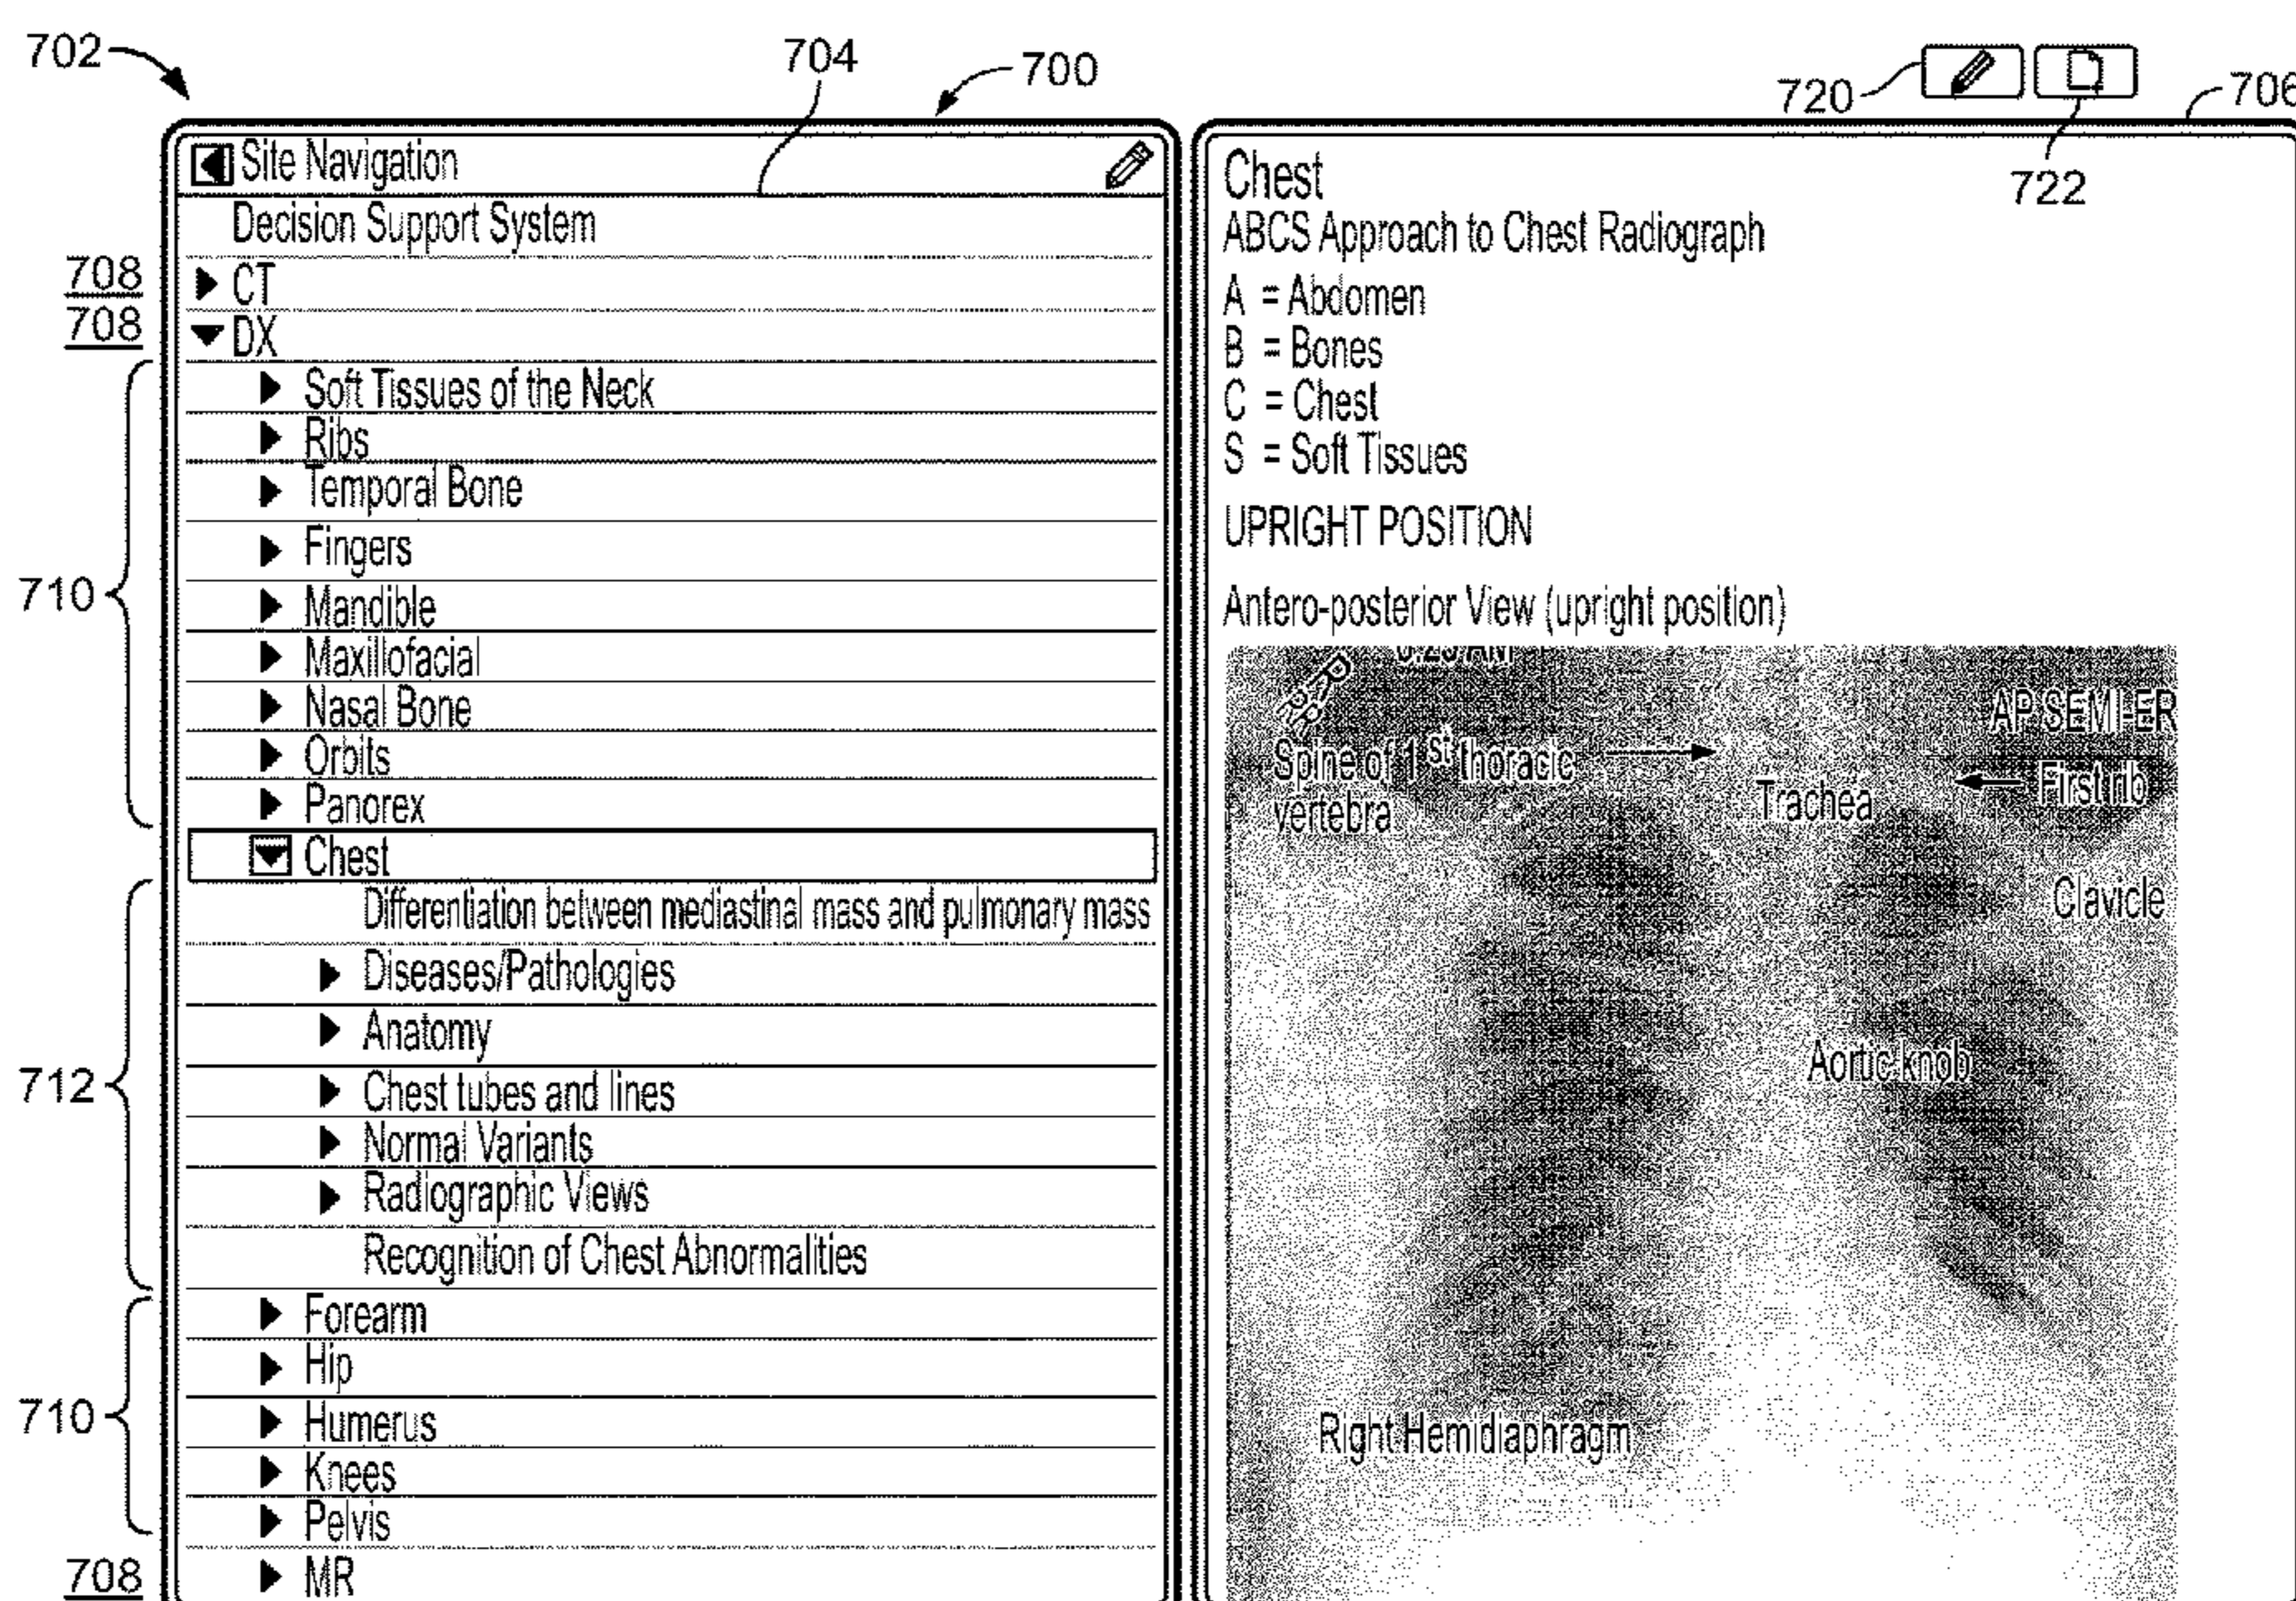 702
704
700
720
706
722
Site Navigation
Decision Support System
708
CT
708
DX
710
Soft Tissues of the Neck
Ribs
Temporal Bone
Fingers
Mandible
Maxillofacial
Nasal Bone
Orbits
Panorex
Chest
712
Differentiation between mediastinal mass and pulmonary mass
Diseases/Pathologies
Anatomy
Chest tubes and lines
Normal Variants
Radiographic Views
Recognition of Chest Abnormalities
710
Forearm
Hip
Humerus
Knees
Pelvis
708
MR
Chest
ABCS Approach to Chest Radiograph
A = Abdomen
B = Bones
C = Chest
S = Soft Tissues
UPRIGHT POSITION
Antero-posterior View (upright position)
AP SEMI-ER
Spine of 1st thoracic
vertebra
Trachea
First rib
Clavicle
Aortic knob
Right Hemidiaphragm